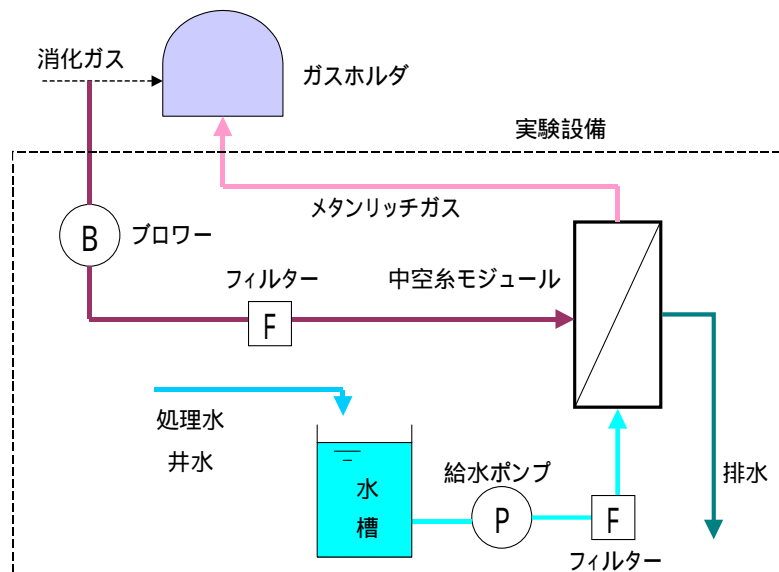 消化ガス
ガスホルダ
実験設備
メタンリッチガス
B
ブロワー
フィルター
中空糸モジュール
F
処理水
井水
水
槽
給水ポンプ
P
F
フィルター
排水